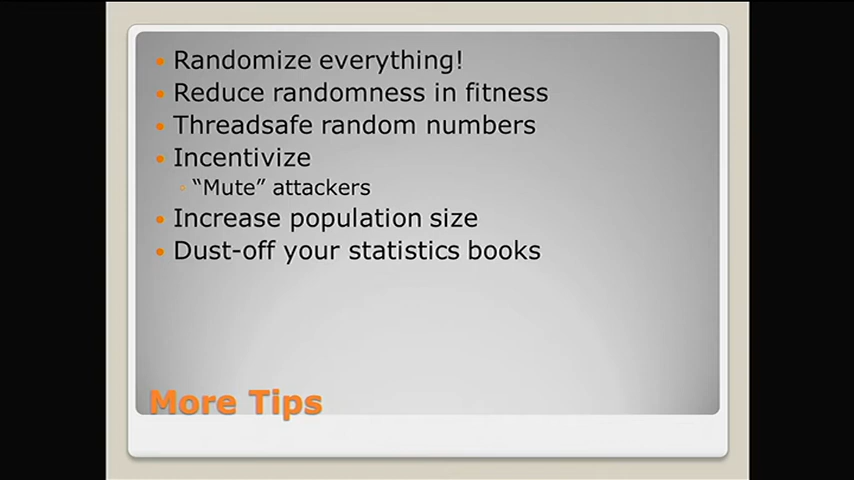 Randomize everything!
Reduce randomness in fitness
Threadsafe random numbers
Incentivize
“Mute” attackers
Increase population size
Dust-off your statistics books
More Tips